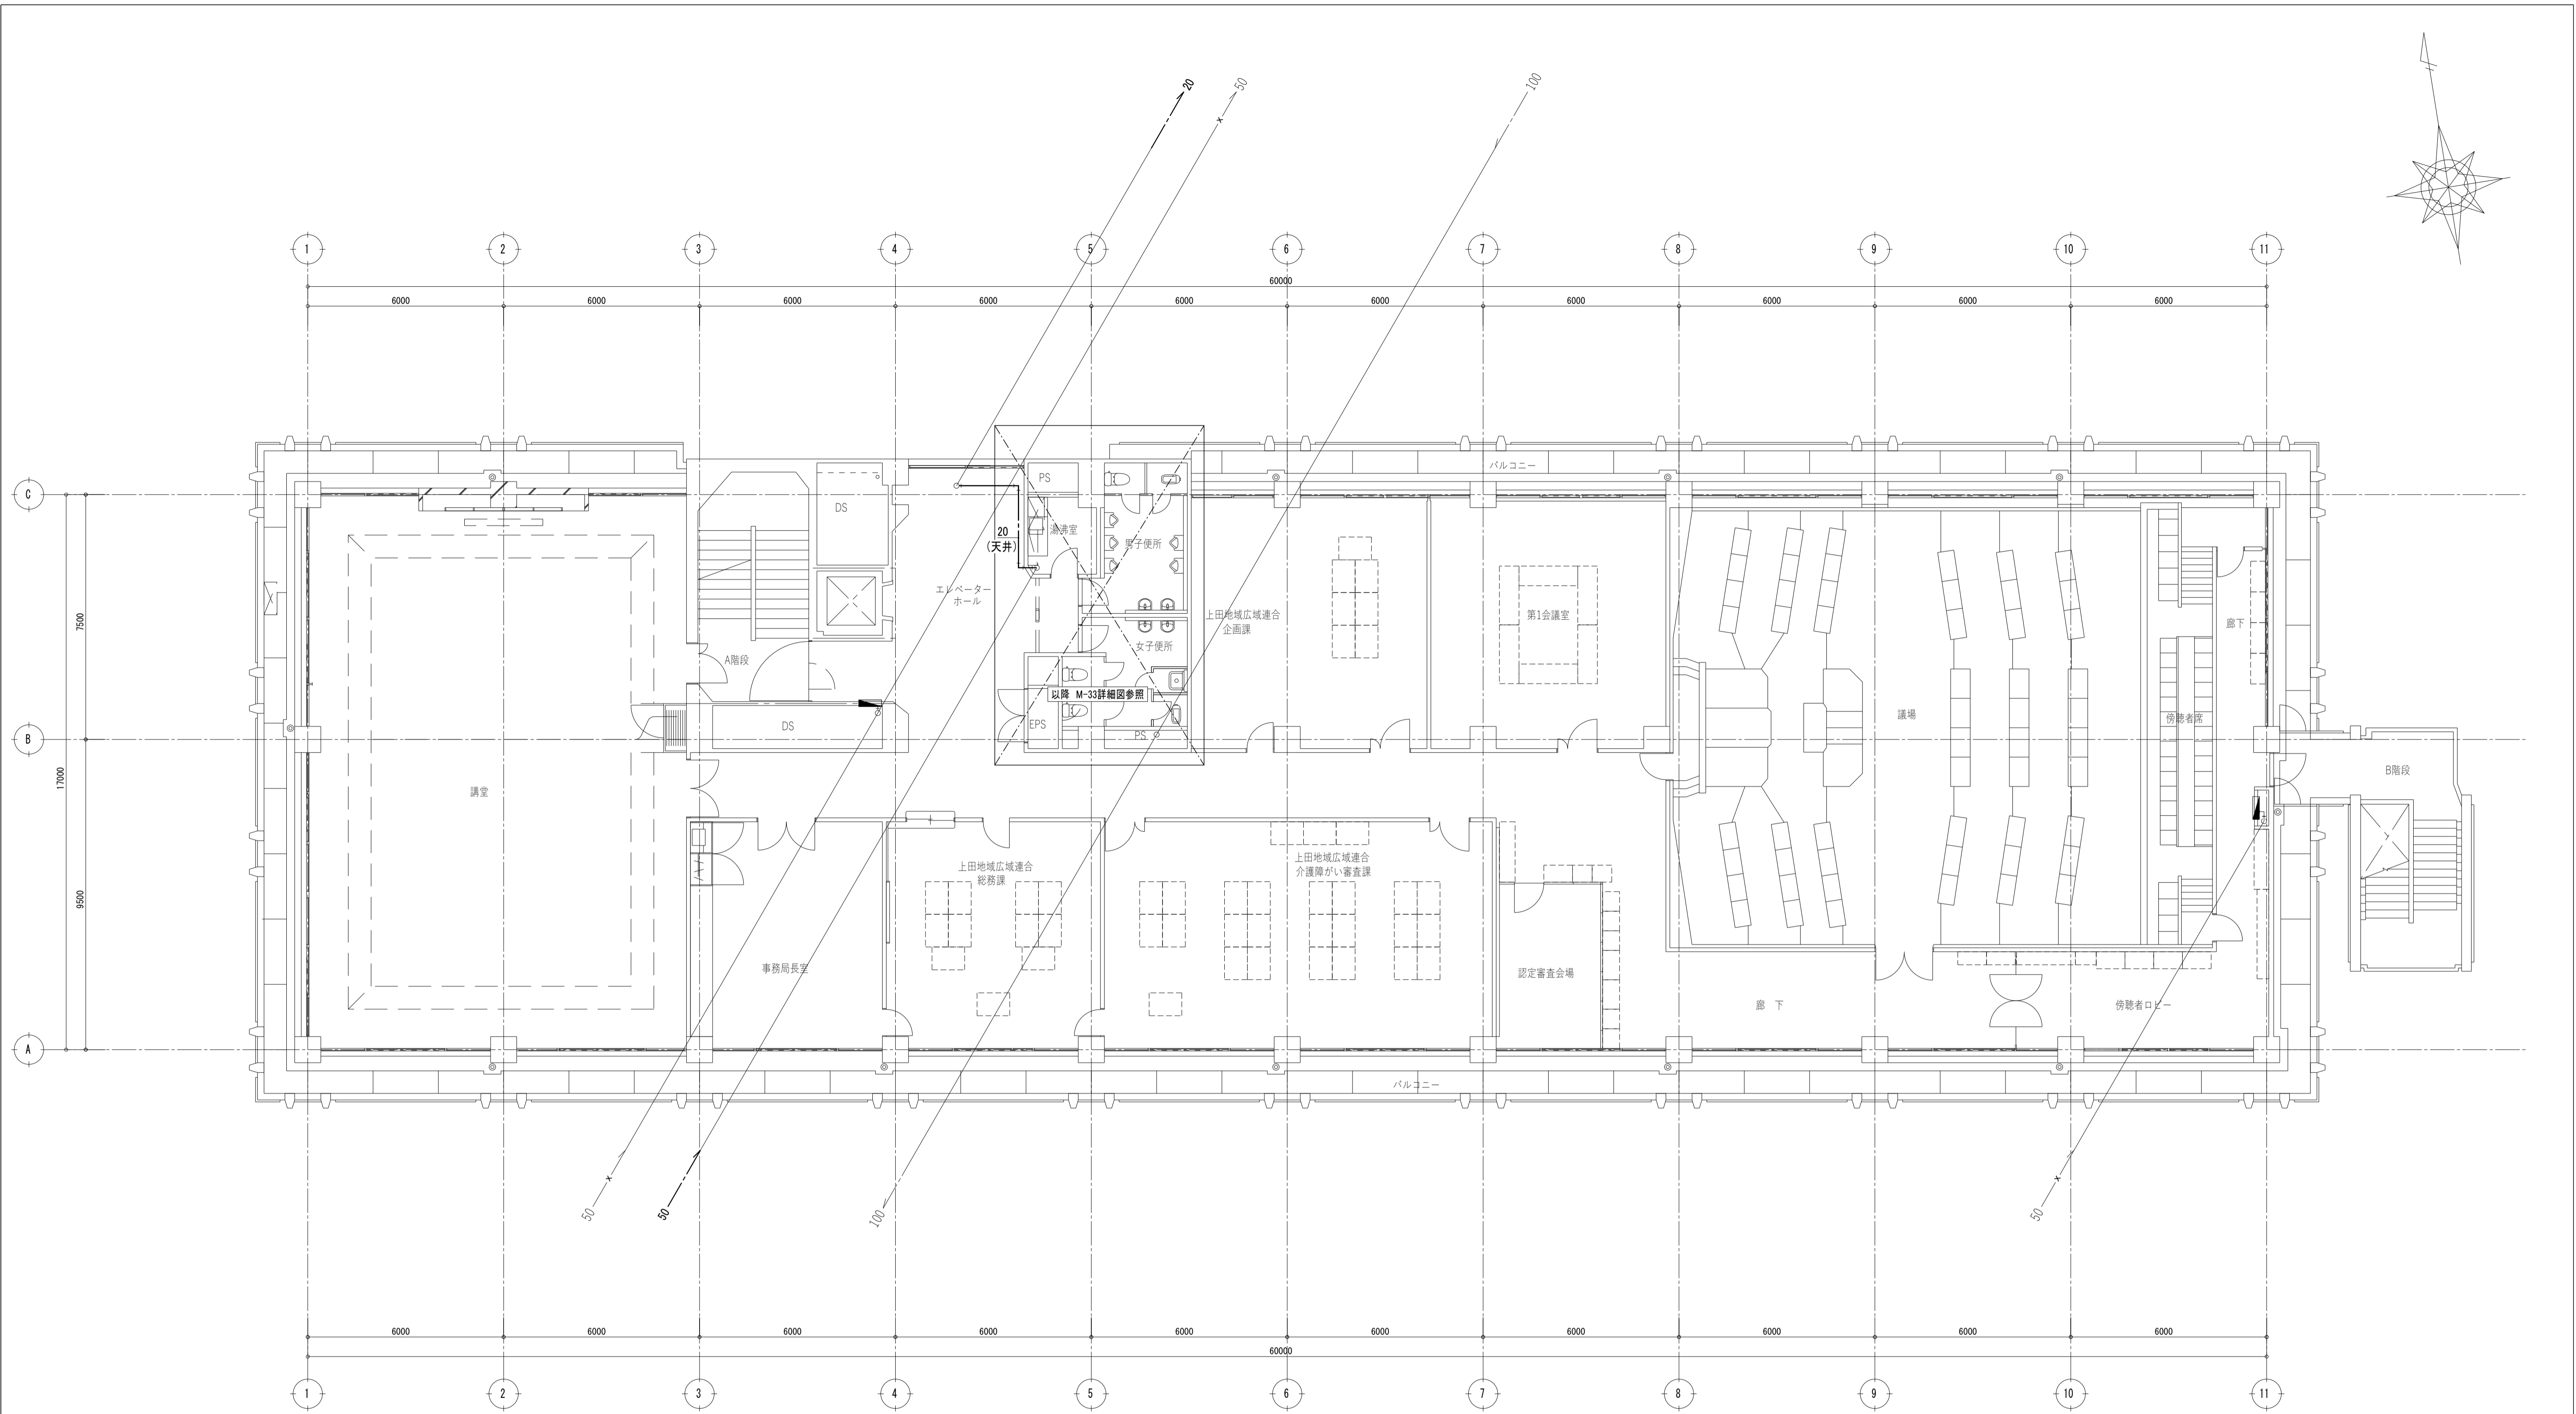 20
50
100
1
2
3
4
5
6
7
8
9
10
11
60000
6000
6000
6000
6000
6000
6000
6000
6000
6000
6000
バルコニー
C
PS
DS
湯沸室
20
(天井)
男子便所
エレベーター
ホール
上田地域広域連合
企画課
第1会議室
廊下
7500
女子便所
A階段
以降 M-33詳細図参照
議場
傍聴者席
EPS
DS
PS
B
17000
B階段
講堂
9500
上田地域広域連合
総務課
上田地域広域連合
介護障がい審査課
事務局長室
認定審査会場
廊 下
傍聴者ロビー
A
バルコニー
50
50
100
50
6000
6000
6000
6000
6000
6000
6000
6000
6000
6000
60000
1
2
3
4
5
6
7
8
9
10
11